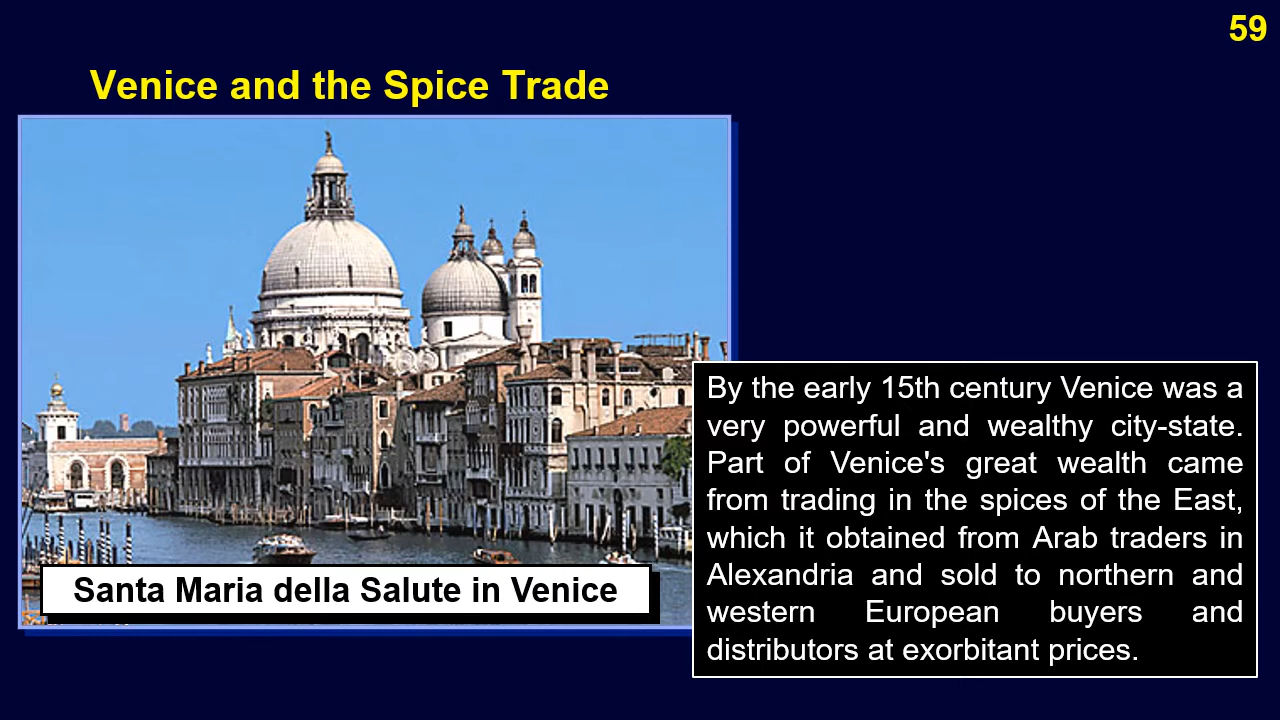 59
Venice and the Spice Trade
Santa Maria della Salute in Venice
By the early 15th century Venice was a
very powerful and wealthy city-state.
Part of Venice's great wealth came
from trading in the spices of the East,
which it obtained from Arab traders in
Alexandria and sold to northern and
western European buyers and
distributors at exorbitant prices.